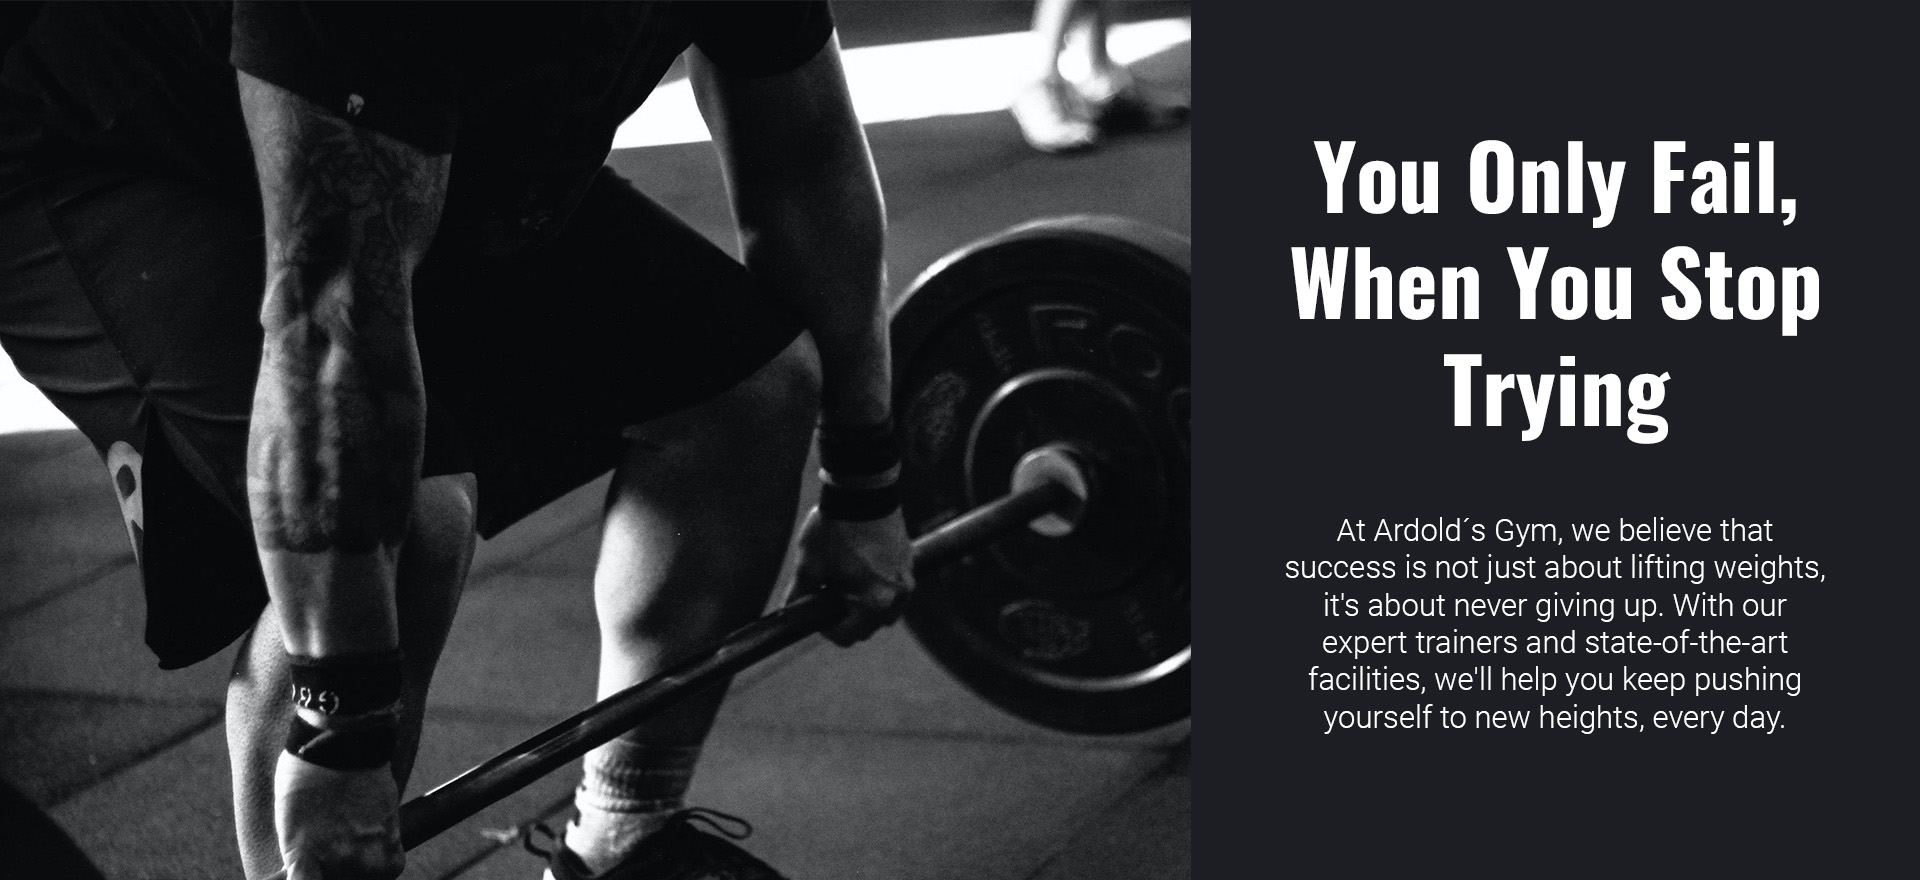 You Only Fail,
When You Stop
Trying
At Ardold´s Gym, we believe that
success is not just about lifting weights,
it's about never giving up. With our
expert trainers and state-of-the-art
facilities, we'll help you keep pushing
yourself to new heights, every day.